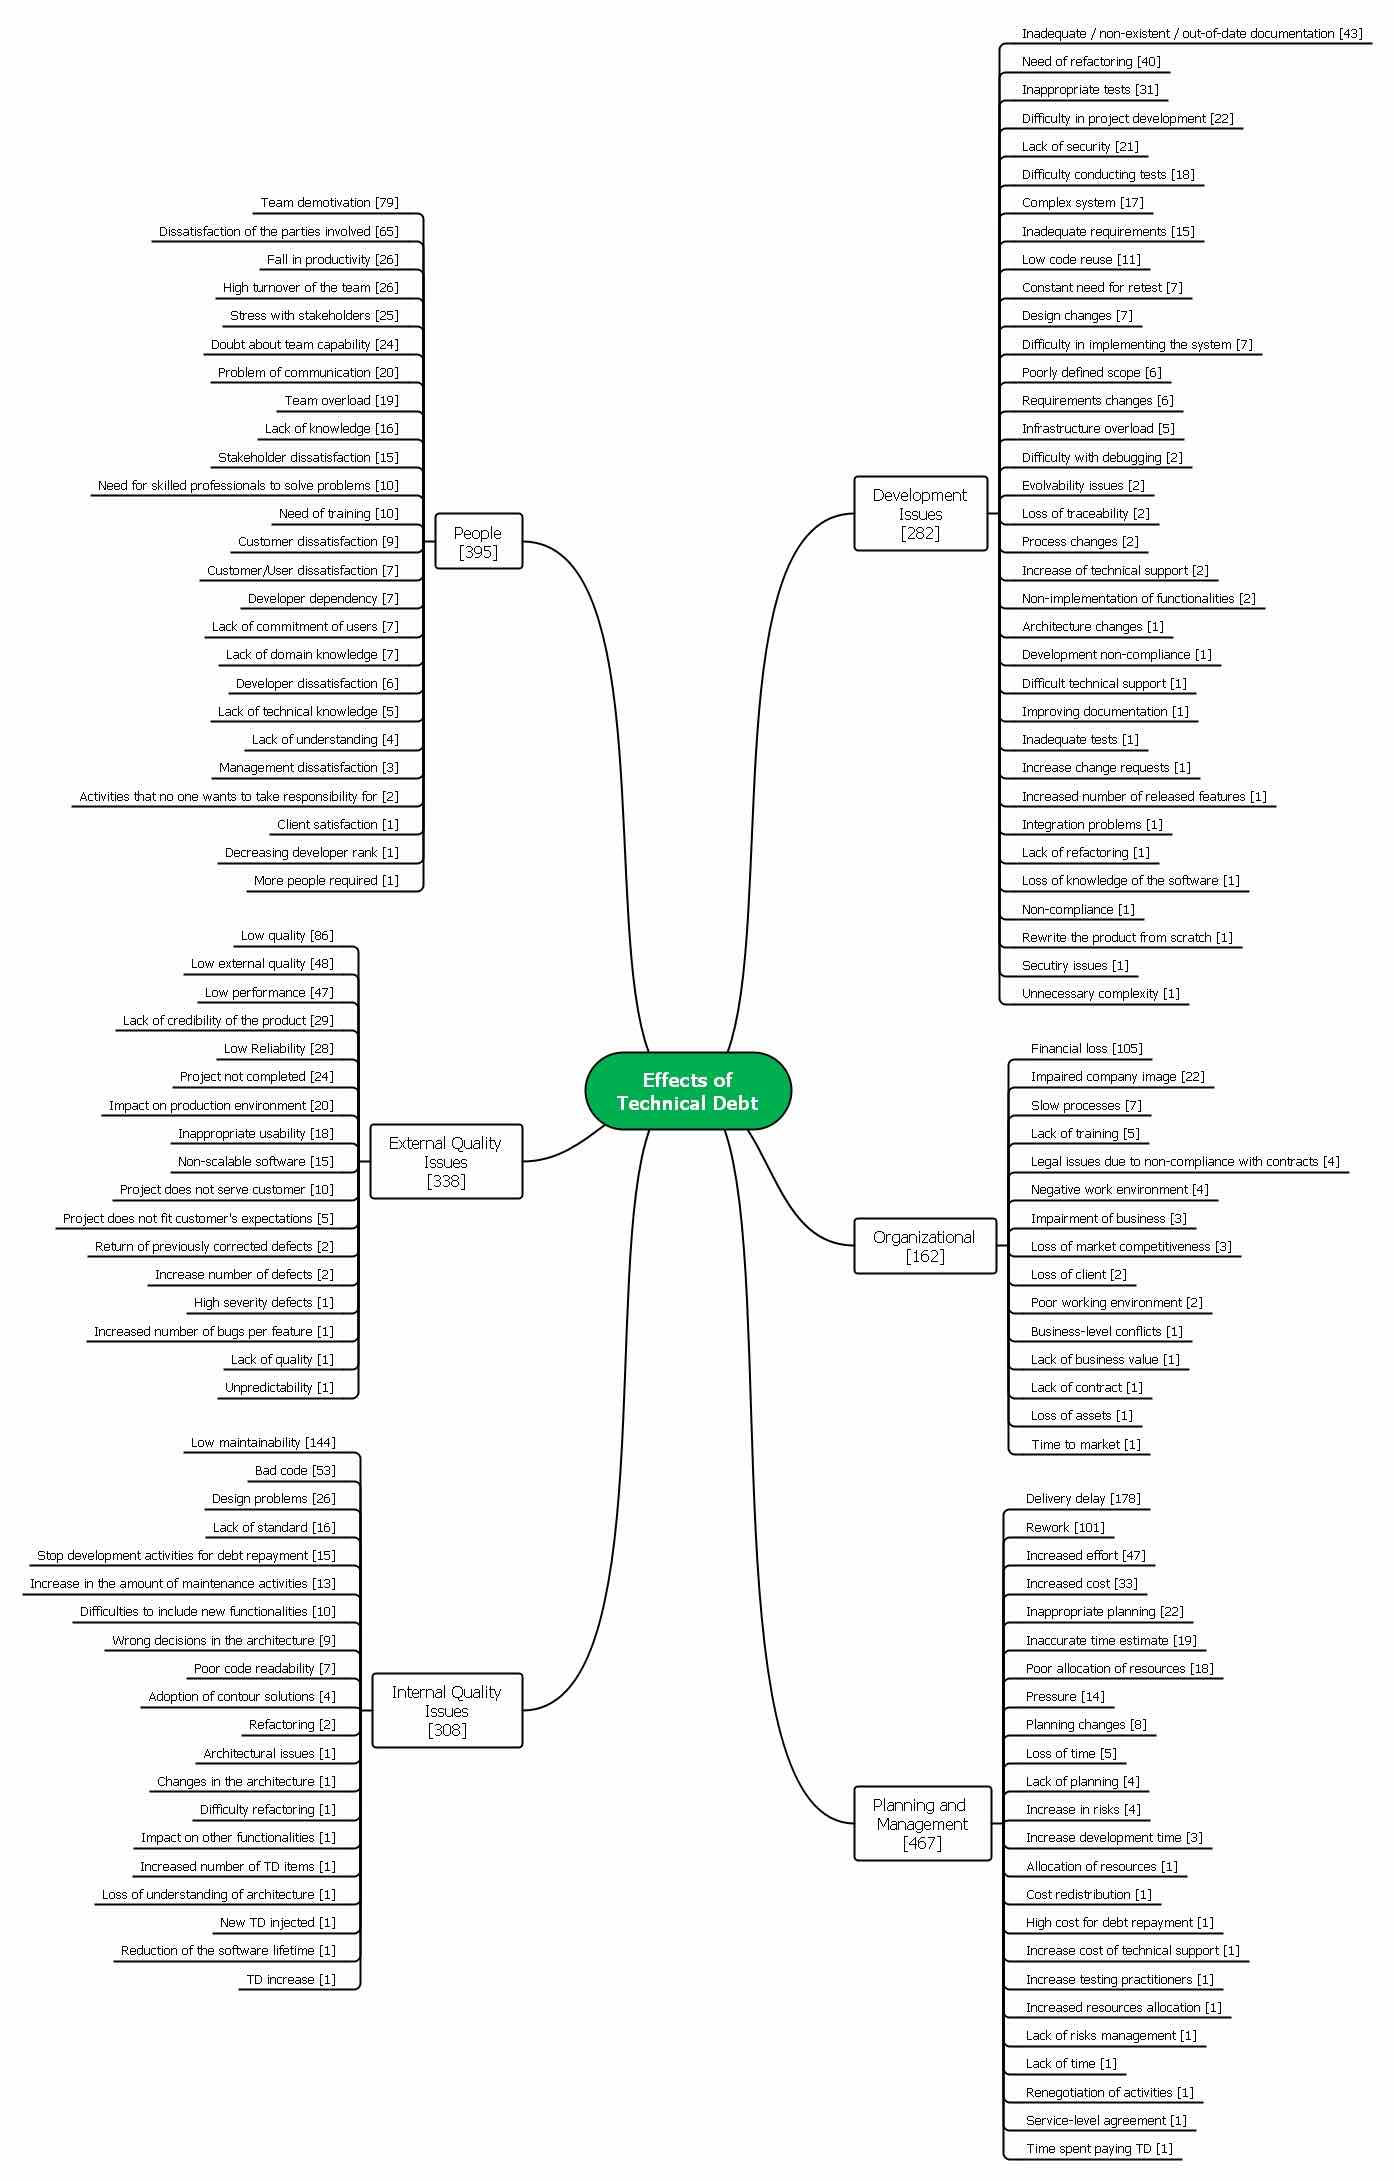 Effects of
Technical Debt
People
[395]
Team demotivation [79]
Dissatisfaction of the parties involved [65]
Fall in productivity [26]
High turnover of the team [26]
Stress with stakeholders [25]
Doubt about team capability [24]
Problem of communication [20]
Team overload [19]
Lack of knowledge [16]
Stakeholder dissatisfaction [15]
Need for skilled professionals to solve problems [10]
Need of training [10]
Customer dissatisfaction [9]
Customer/User dissatisfaction [7]
Developer dependency [7]
Lack of commitment of users [7]
Lack of domain knowledge [7]
Developer dissatisfaction [6]
Lack of technical knowledge [5]
Lack of understanding [4]
Management dissatisfaction [3]
Activities that no one wants to take responsibility for [2]
Client satisfaction [1]
Decreasing developer rank [1]
More people required [1]
External Quality
Issues
[338]
Low quality [86]
Low external quality [48]
Low performance [47]
Lack of credibility of the product [29]
Low Reliability [28]
Project not completed [24]
Impact on production environment [20]
Inappropriate usability [18]
Non-scalable software [15]
Project does not serve customer [10]
Project does not fit customer's expectations [5]
Return of previously corrected defects [2]
Increase number of defects [2]
High severity defects [1]
Increased number of bugs per feature [1]
Lack of quality [1]
Unpredictability [1]
Internal Quality
Issues
[308]
Low maintainability [144]
Bad code [53]
Design problems [26]
Lack of standard [16]
Stop development activities for debt repayment [15]
Increase in the amount of maintenance activities [13]
Difficulties to include new functionalities [10]
Wrong decisions in the architecture [9]
Poor code readability [7]
Adoption of contour solutions [4]
Refactoring [2]
Architectural issues [1]
Changes in the architecture [1]
Difficulty refactoring [1]
Impact on other functionalities [1]
Increased number of TD items [1]
Loss of understanding of architecture [1]
New TD injected [1]
Reduction of the software lifetime [1]
TD increase [1]
Development
Issues
[282]
Inadequate / non-existent / out-of-date documentation [43]
Need of refactoring [40]
Inappropriate tests [31]
Difficulty in project development [22]
Lack of security [21]
Difficulty conducting tests [18]
Complex system [17]
Inadequate requirements [15]
Low code reuse [11]
Constant need for retest [7]
Design changes [7]
Difficulty in implementing the system [7]
Poorly defined scope [6]
Requirements changes [6]
Infrastructure overload [5]
Difficulty with debugging [2]
Evolvability issues [2]
Loss of traceability [2]
Process changes [2]
Increase of technical support [2]
Non-implementation of functionalities [2]
Architecture changes [1]
Development non-compliance [1]
Difficult technical support [1]
Improving documentation [1]
Inadequate tests [1]
Increase change requests [1]
Increased number of released features [1]
Integration problems [1]
Lack of refactoring [1]
Loss of knowledge of the software [1]
Non-compliance [1]
Rewrite the product from scratch [1]
Secutiry issues [1]
Unnecessary complexity [1]
Organizational
[162]
Financial loss [105]
Impaired company image [22]
Slow processes [7]
Lack of training [5]
Legal issues due to non-compliance with contracts [4]
Negative work environment [4]
Impairment of business [3]
Loss of market competitiveness [3]
Loss of client [2]
Poor working environment [2]
Business-level conflicts [1]
Lack of business value [1]
Lack of contract [1]
Loss of assets [1]
Time to market [1]
Planning and
Management
[467]
Delivery delay [178]
Rework [101]
Increased effort [47]
Increased cost [33]
Inappropriate planning [22]
Inaccurate time estimate [19]
Poor allocation of resources [18]
Pressure [14]
Planning changes [8]
Loss of time [5]
Lack of planning [4]
Increase in risks [4]
Increase development time [3]
Allocation of resources [1]
Cost redistribution [1]
High cost for debt repayment [1]
Increase cost of technical support [1]
Increase testing practitioners [1]
Increased resources allocation [1]
Lack of risks management [1]
Lack of time [1]
Renegotiation of activities [1]
Service-level agreement [1]
Time spent paying TD [1]